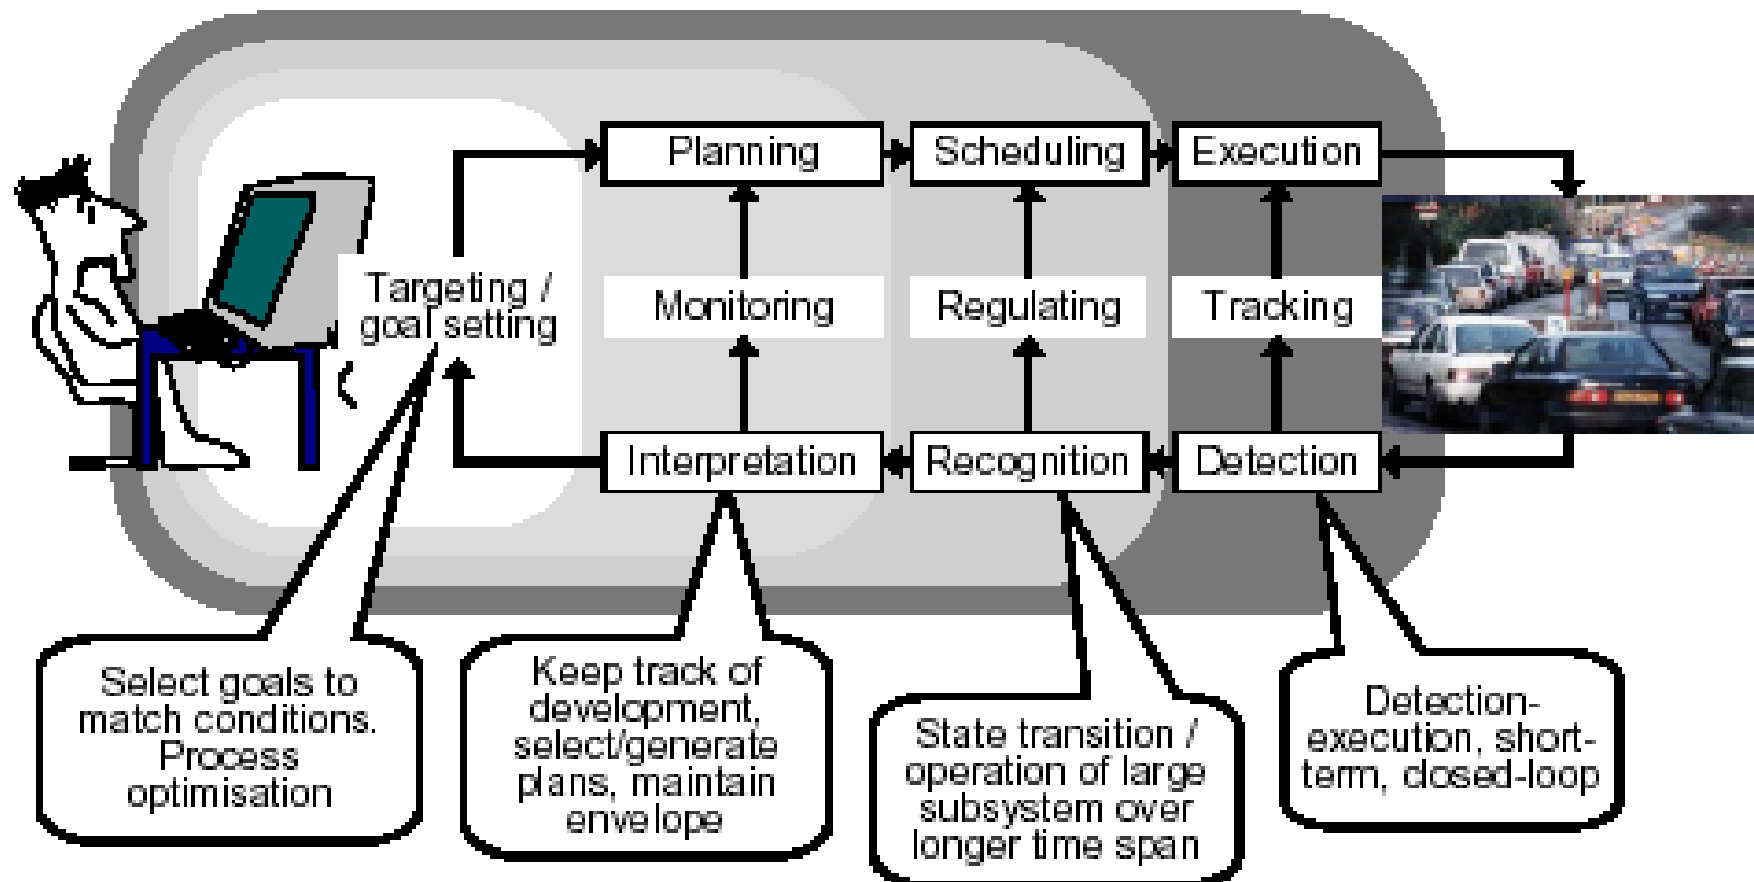 Planning
Scheduling
Execution
Targeting /
goal setting
Monitoring
Regulating
Tracking
Interpretation
Recognition
Detection
Select goals to
match conditions.
Process
optimisation
Keep track of
development,
select/generate
plans, maintain
envelope
State transition /
operation of large
subsystem over
longer time span
Detection-
execution, short-
term, closed-loop